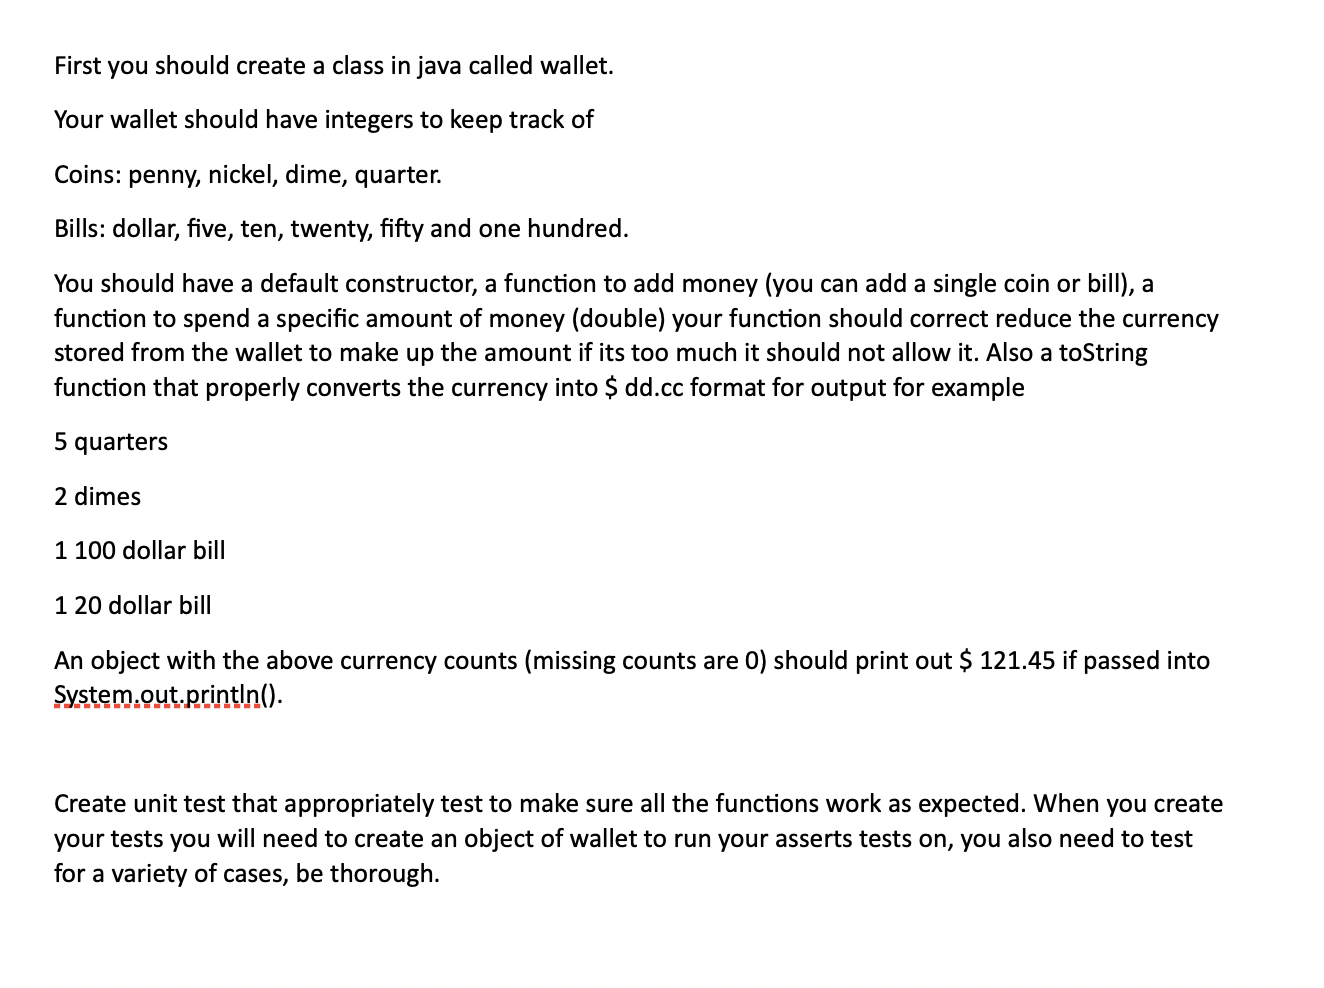 First you should create a class in java called wallet.
Your wallet should have integers to keep track of
Coins: penny, nickel, dime, quarter.
Bills: dollar, five, ten, twenty, fifty and one hundred.
You should have a default constructor, a function to add money (you can add a single coin or bill), a
function to spend a specific amount of money (double) your function should correct reduce the currency
stored from the wallet to make up the amount if its too much it should not allow it. Also a toString
function that properly converts the currency into $ dd.cc format for output for example
5 quarters
2 dimes
1 100 dollar bill
1 20 dollar bill
An object with the above currency counts (missing counts are 0) should print out $ 121.45 if passed into
System.out.println().
Create unit test that appropriately test to make sure all the functions work as expected. When you create
your tests you will need to create an object of wallet to run your asserts tests on, you also need to test
for a variety of cases, be thorough.